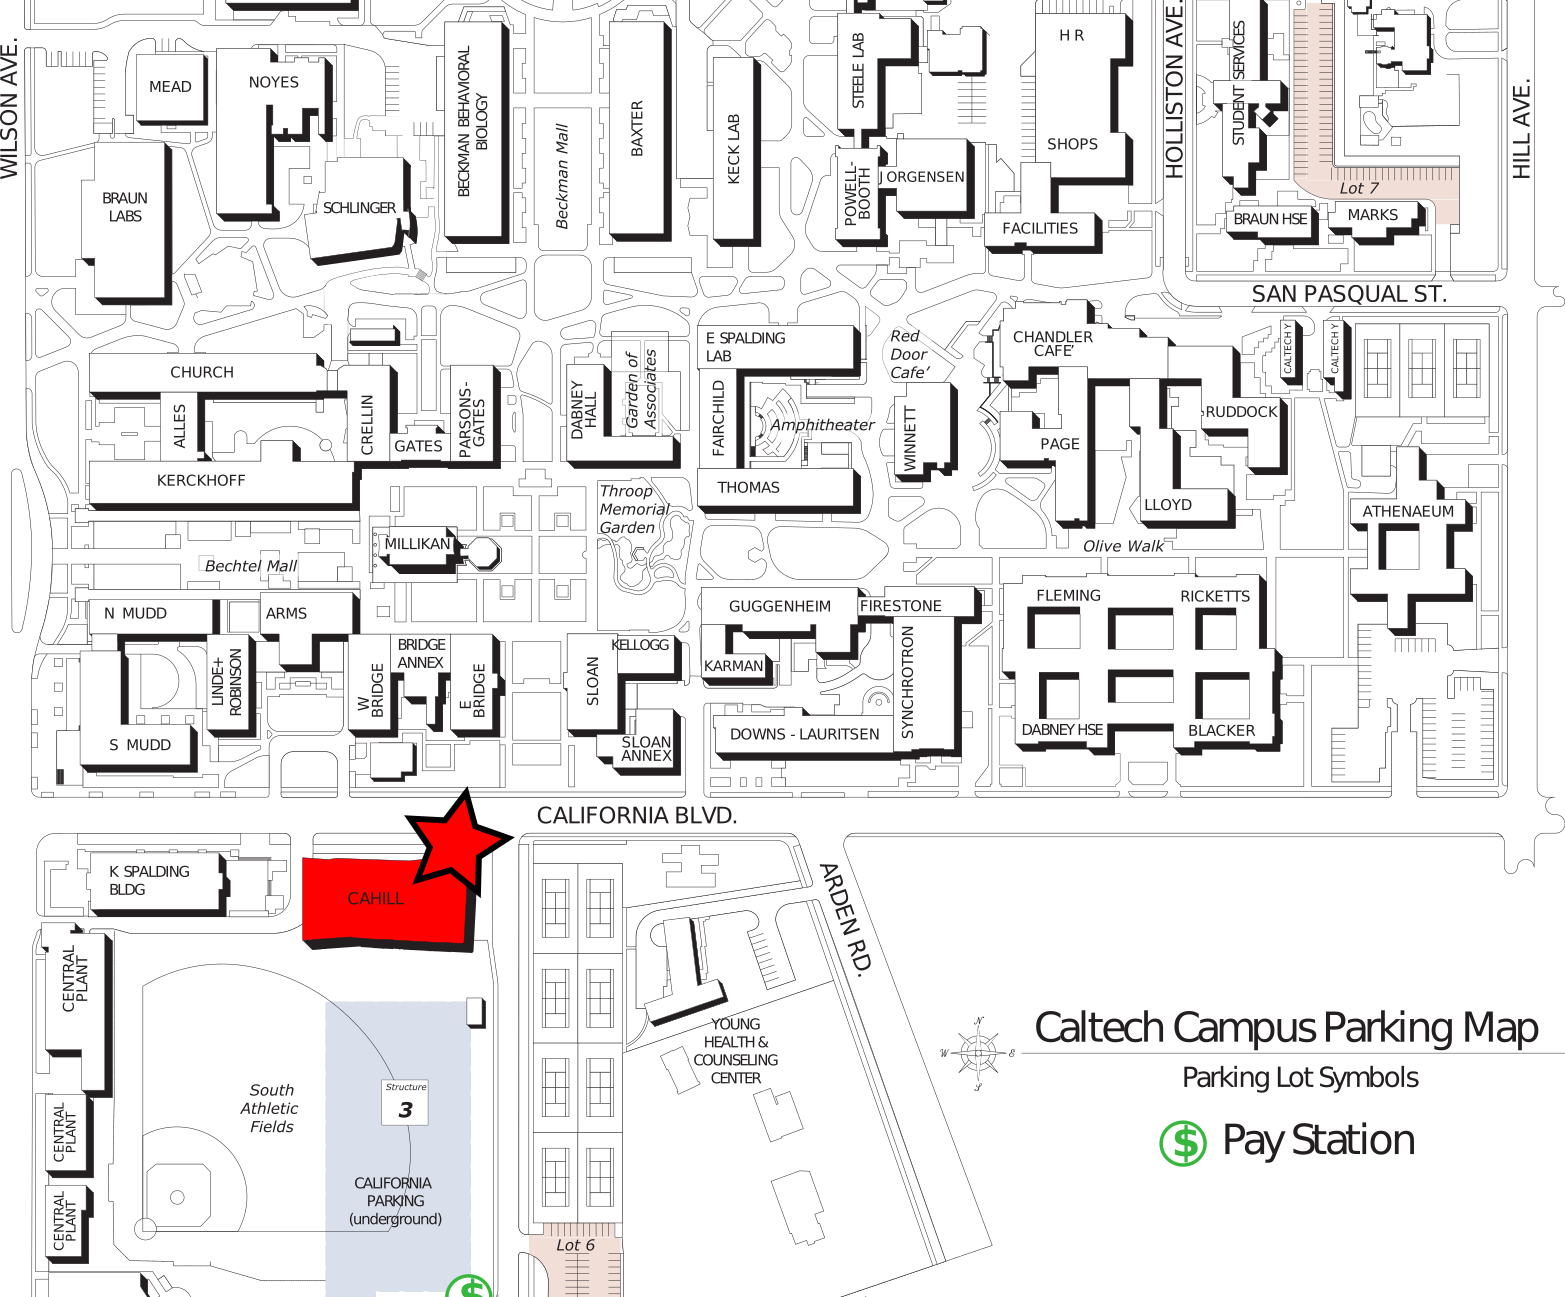 WILSON AVE.
MEAD
NOYES
BRAUN
LABS
SCHLINGER
BECKMAN BEHAVIORAL
BIOLOGY
Beckman Mall
BAXTER
KECK LAB
STEELE LAB
POWELL-
BOOTH
JORGENSEN
H R
SHOPS
FACILITIES
HOLLISTON AVE.
STUDENT SERVICES
Lot 7
BRAUN HSE
MARKS
HILL AVE.
SAN PASQUAL ST.
CHURCH
ALLES
KERCKHOFF
CRELLIN
GATES
PARSONS-
GATES
DABNEY
HALL
Garden of
Associates
E SPALDING
LAB
FAIRCHILD
Amphitheater
THOMAS
Red
Door
Cafe'
WINNETT
CHANDLER
CAFE'
PAGE
LLOYD
RUDDOCK
CALTECH Y
CALTECH Y
ATHENAEUM
Throop
Memorial
Garden
MILLIKAN
Bechtel Mall
Olive Walk
N MUDD
ARMS
LINDE+
ROBINSON
S MUDD
W
BRIDGE
BRIDGE
ANNEX
E
BRIDGE
SLOAN
KELLOGG
SLOAN
ANNEX
GUGGENHEIM
FIRESTONE
KARMAN
SYNCHROTRON
DOWNS - LAURITSEN
FLEMING
RICKETTS
DABNEY HSE
BLACKER
CALIFORNIA BLVD.
K SPALDING
BLDG
CAHILL
ARDEN RD.
CENTRAL
PLANT
CENTRAL
PLANT
CENTRAL
PLANT
South
Athletic
Fields
Structure
3
CALIFORNIA
PARKING
(underground)
$
Lot 6
YOUNG
HEALTH &
COUNSELING
CENTER
N
W
E
S
Caltech Campus Parking Map
Parking Lot Symbols
$ Pay Station